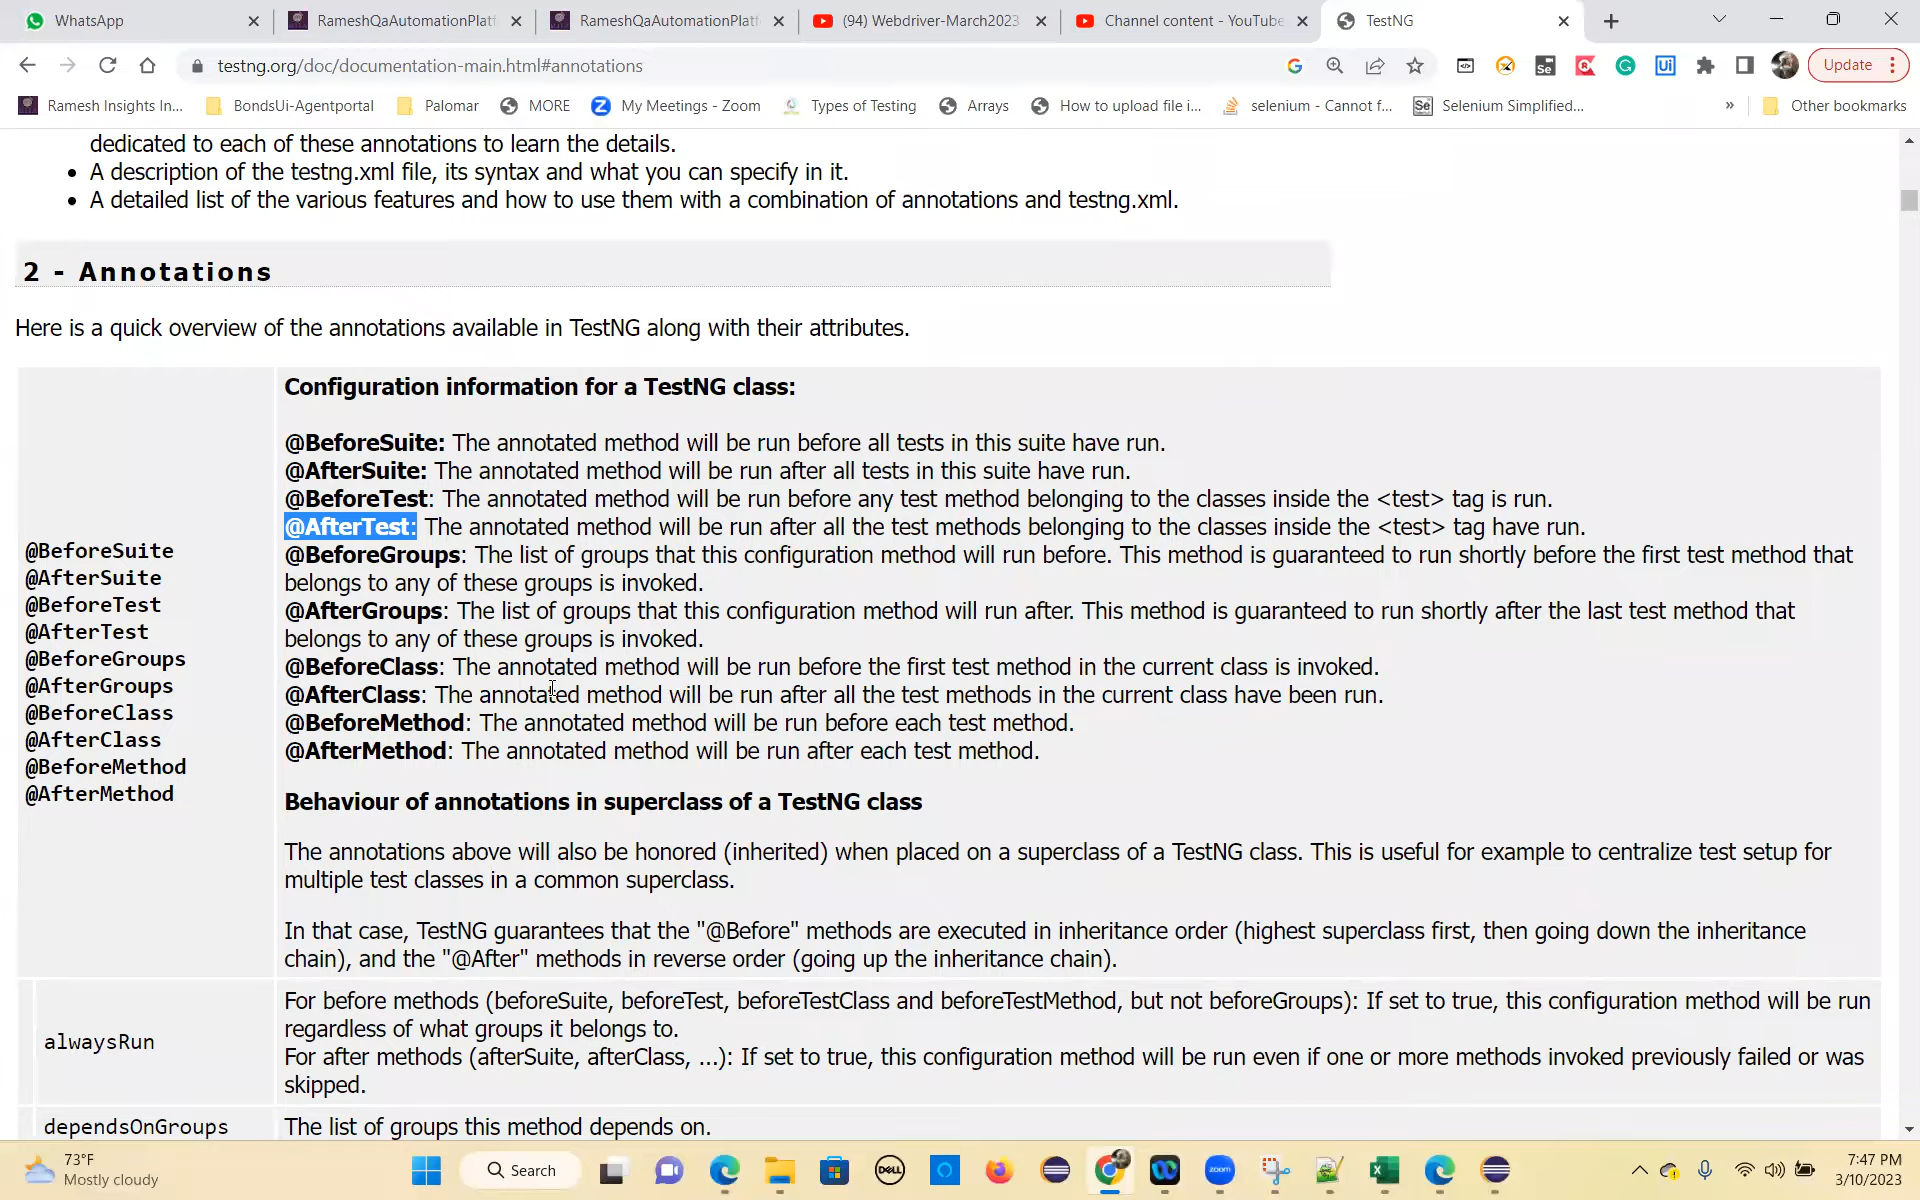 WhatsApp
RameshQaAutomationPlatf
RameshQaAutomationPlatf
(94) Webdriver-March2023
Channel content - YouTube
TestNG
testng.org/doc/documentation-main.html#annotations
Update
Ramesh Insights In...
BondsUi-Agentportal
Palomar
MORE
My Meetings - Zoom
Types of Testing
Arrays
How to upload file i...
selenium - Cannot f...
Selenium Simplified...
»
Other bookmarks
dedicated to each of these annotations to learn the details.
• A description of the testng.xml file, its syntax and what you can specify in it.
• A detailed list of the various features and how to use them with a combination of annotations and testng.xml.
2 - Annotations
Here is a quick overview of the annotations available in TestNG along with their attributes.
@BeforeSuite
@AfterSuite
@BeforeTest
@AfterTest
@BeforeGroups
@AfterGroups
@BeforeClass
@AfterClass
@BeforeMethod
@AfterMethod
Configuration information for a TestNG class:
@BeforeSuite: The annotated method will be run before all tests in this suite have run.
@AfterSuite: The annotated method will be run after all tests in this suite have run.
@BeforeTest: The annotated method will be run before any test method belonging to the classes inside the <test> tag is run.
@AfterTest: The annotated method will be run after all the test methods belonging to the classes inside the <test> tag have run.
@BeforeGroups: The list of groups that this configuration method will run before. This method is guaranteed to run shortly before the first test method that
belongs to any of these groups is invoked.
@AfterGroups: The list of groups that this configuration method will run after. This method is guaranteed to run shortly after the last test method that
belongs to any of these groups is invoked.
@BeforeClass: The annotated method will be run before the first test method in the current class is invoked.
@AfterClass: The annotated method will be run after all the test methods in the current class have been run.
@BeforeMethod: The annotated method will be run before each test method.
@AfterMethod: The annotated method will be run after each test method.
Behaviour of annotations in superclass of a TestNG class
The annotations above will also be honored (inherited) when placed on a superclass of a TestNG class. This is useful for example to centralize test setup for
multiple test classes in a common superclass.
In that case, TestNG guarantees that the "@Before" methods are executed in inheritance order (highest superclass first, then going down the inheritance
chain), and the "@After" methods in reverse order (going up the inheritance chain).
alwaysRun
For before methods (beforeSuite, beforeTest, beforeTestClass and beforeTestMethod, but not beforeGroups): If set to true, this configuration method will be run
regardless of what groups it belongs to.
For after methods (afterSuite, afterClass, ...): If set to true, this configuration method will be run even if one or more methods invoked previously failed or was
skipped.
dependsOnGroups
The list of groups this method depends on.
73°F
Mostly cloudy
Search
DELL
zoom
7:47 PM
3/10/2023